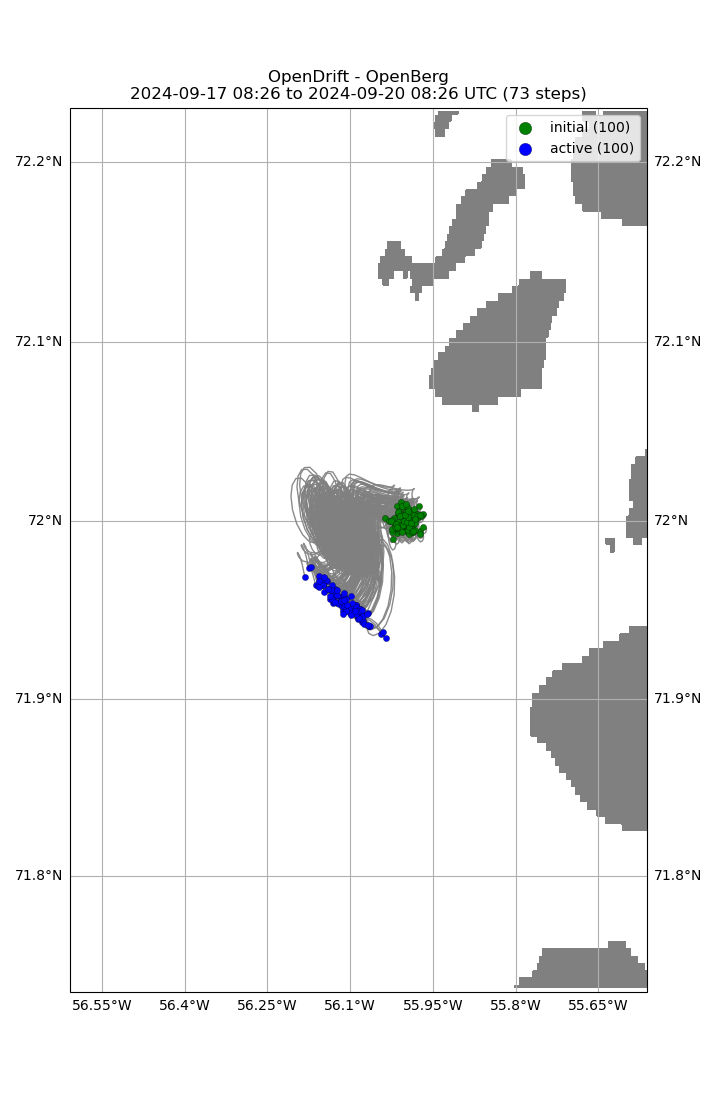 OpenDrift - OpenBerg
2024-09-17 08:26 to 2024-09-20 08:26 UTC (73 steps)
initial (100)
active (100)
72.2°N 72.2°N
72.1°N 72.1°N
72°N 72°N
71.9°N 71.9°N
71.8°N 71.8°N
56.55°W 56.4°W 56.25°W 56.1°W 55.95°W 55.8°W 55.65°W